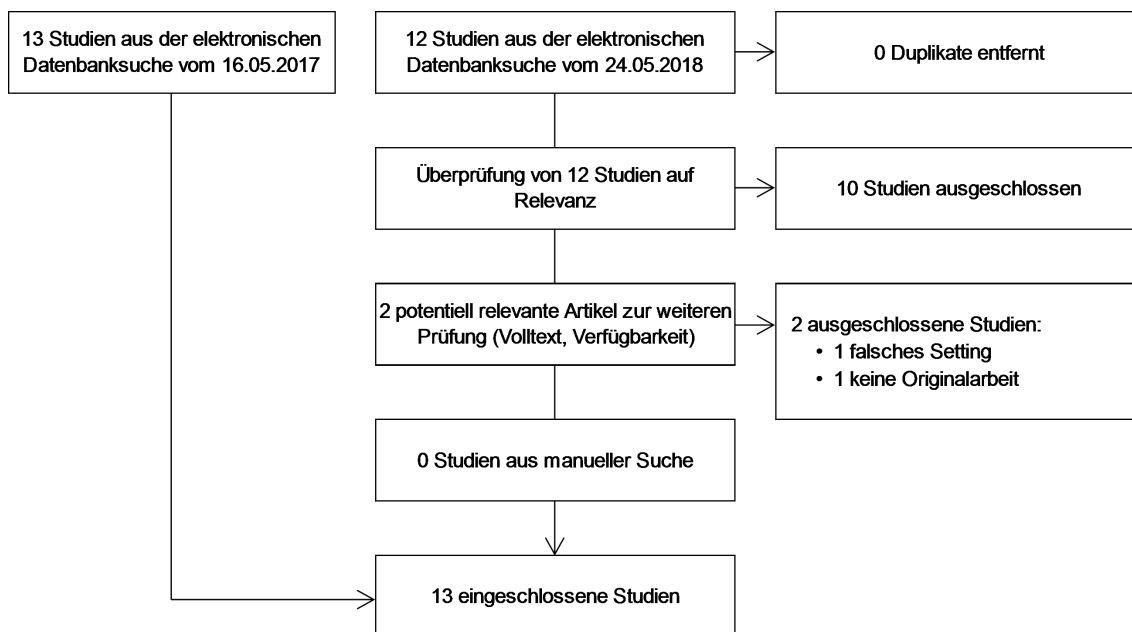 13 Studien aus der elektronischen
Datenbanksuche vom 16.05.2017
12 Studien aus der elektronischen
Datenbanksuche vom 24.05.2018
0 Duplikate entfernt
Überprüfung von 12 Studien auf
Relevanz
10 Studien ausgeschlossen
2 potentiell relevante Artikel zur weiteren
Prüfung (Volltext, Verfügbarkeit)
2 ausgeschlossene Studien:
• 1 falsches Setting
• 1 keine Originalarbeit
0 Studien aus manueller Suche
13 eingeschlossene Studien